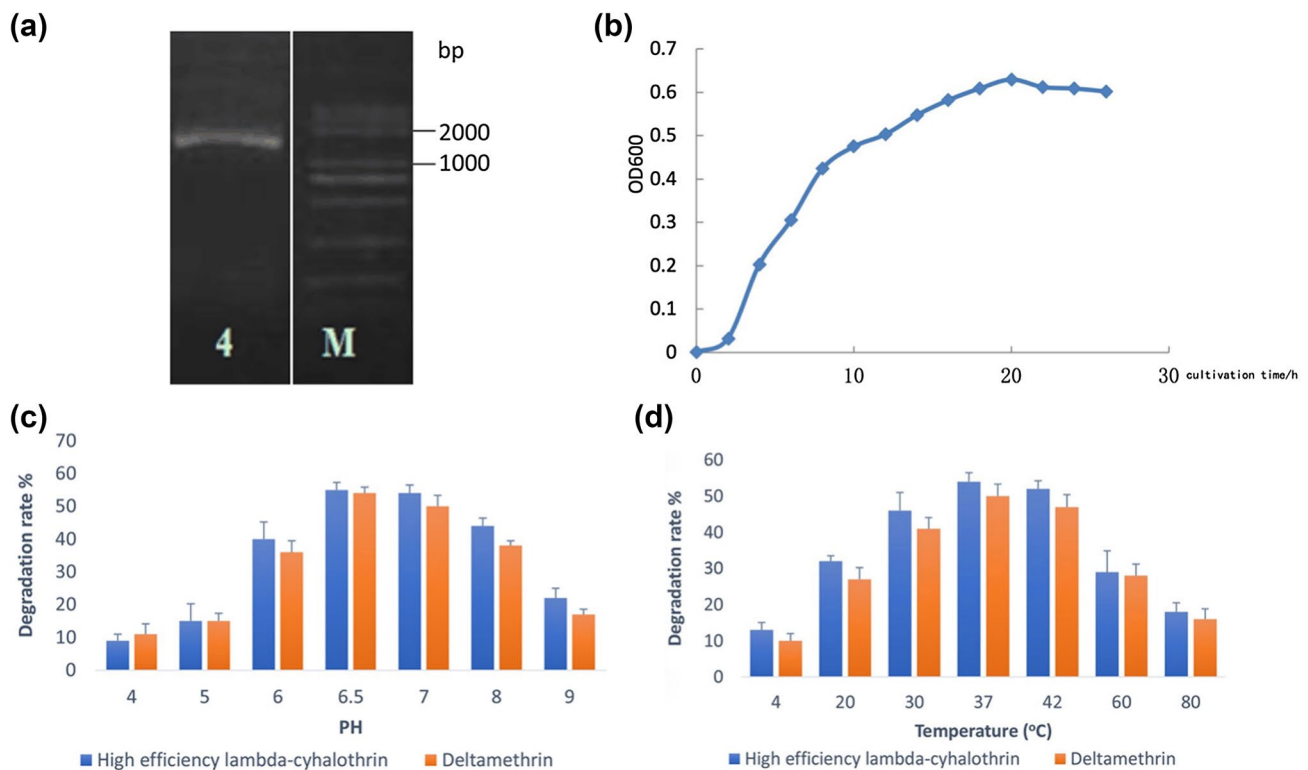 (a)
bp
2000
1000
4 M
(b)
0.7
0.6
0.5
0.4
0.3
0.2
0.1
0
OD600
0 10 20 30 cultivation time/h
(c)
70
60
50
40
30
20
10
0
Degradation rate %
4 5 6 6.5 7 8 9
PH
High efficiency lambda-cyhalothrin Deltamethrin
(d)
60
50
40
30
20
10
0
Degradation rate %
4 20 30 37 42 60 80
Temperature (ºC)
High efficiency lambda-cyhalothrin Deltamethrin